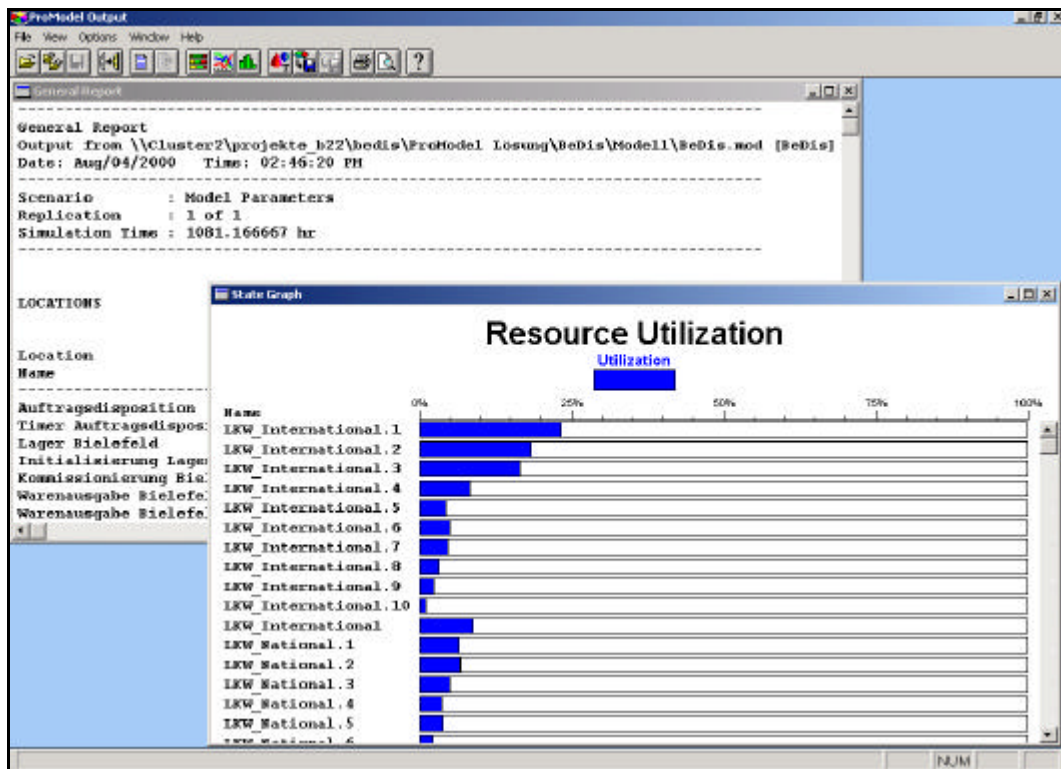 ProModel Output
File View Options Window Help
General Report
General Report
Output from \\Cluster2\projekte_b22\bedis\ProModel Lösung\BeDis\Modell\BeDis.mod [BeDis]
Date: Aug/04/2000 Time: 02:46:20 PM
Scenario : Model Parameters
Replication : 1 of 1
Simulation Time : 1081.166667 hr
LOCATIONS
Location
Name
Auftragsdisposition
Timer Auftragsdispos
Lager Bielefeld
Initialisierung Lage
Kommissionierung Bie
Warenausgabe Bielefe
Warenausgabe Bielefe
State Graph
Resource Utilization
Utilization
Name 0% 25% 50% 75% 100%
LKW_International.1
LKW_International.2
LKW_International.3
LKW_International.4
LKW_International.5
LKW_International.6
LKW_International.7
LKW_International.8
LKW_International.9
LKW_International.10
LKW_International
LKW_National.1
LKW_National.2
LKW_National.3
LKW_National.4
LKW_National.5
LKW_National.6
NUM